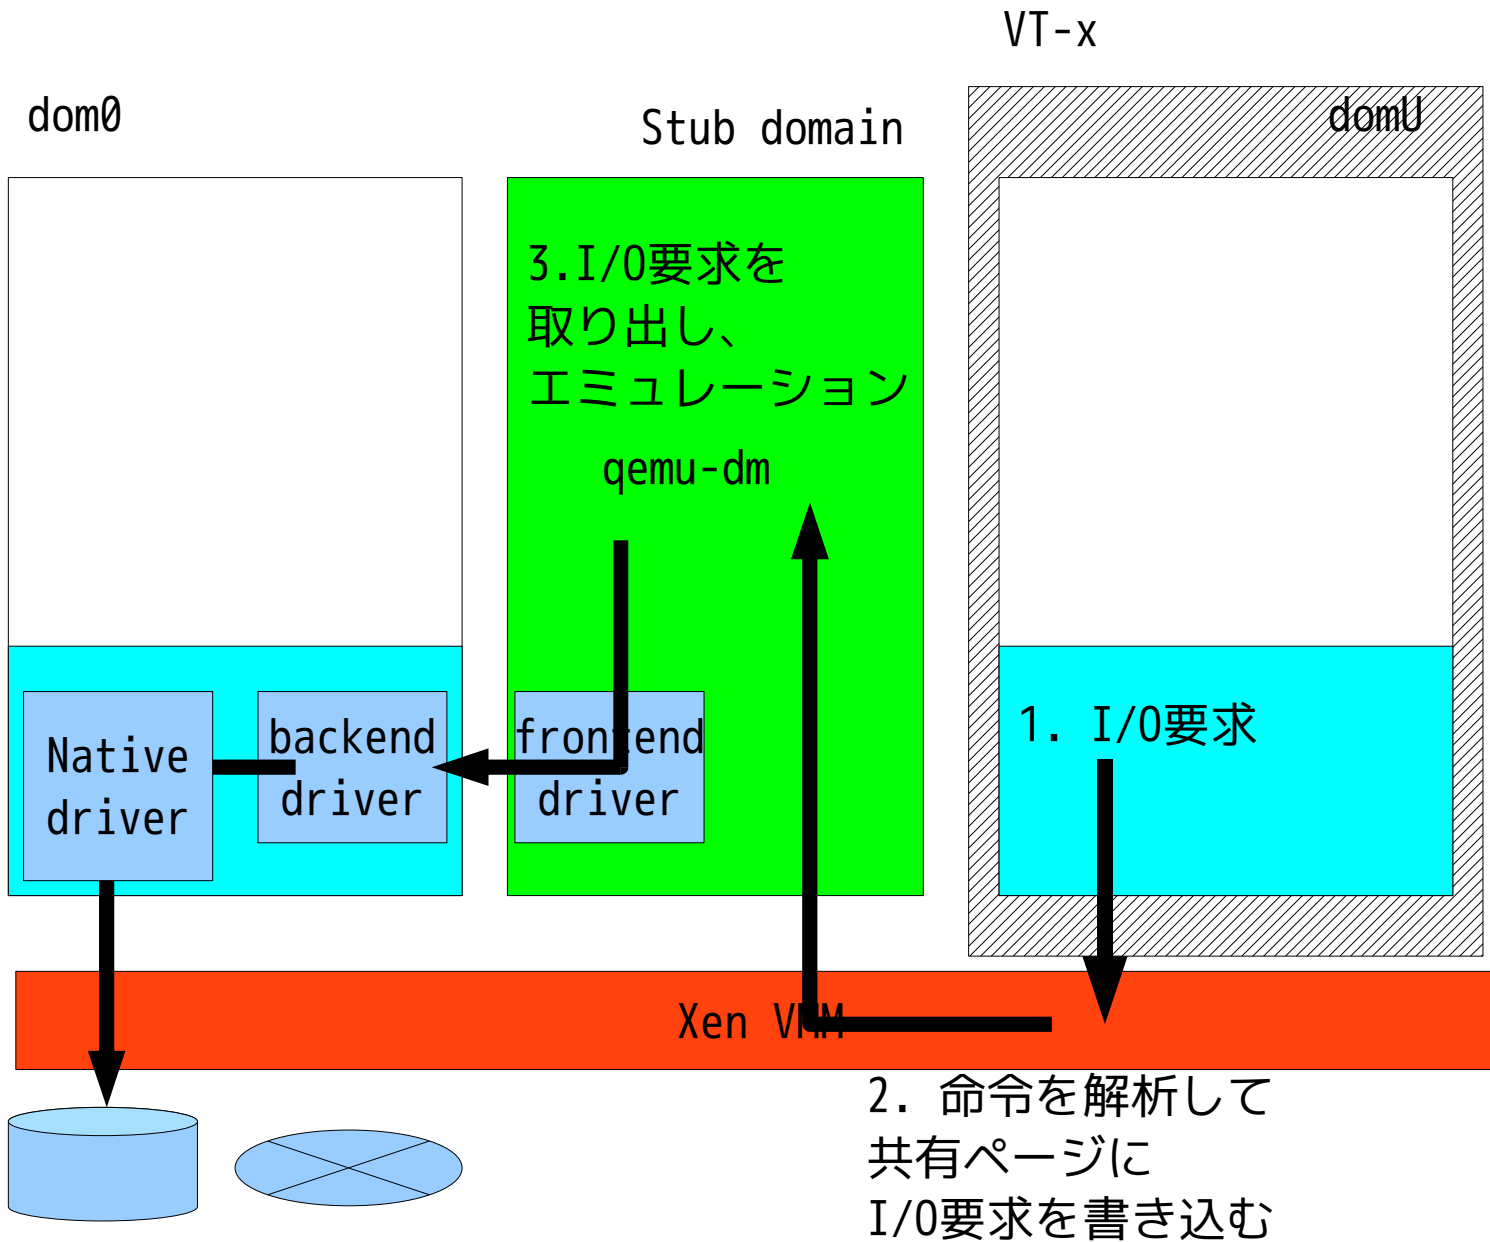 VT-x
dom0
Stub domain
domU
3.I/O要求を
取り出し、
エミュレーション
qemu-dm
Native
driver
backend
driver
frontend
driver
1. I/O要求
Xen VMM
2. 命令を解析して
共有ページに
I/O要求を書き込む